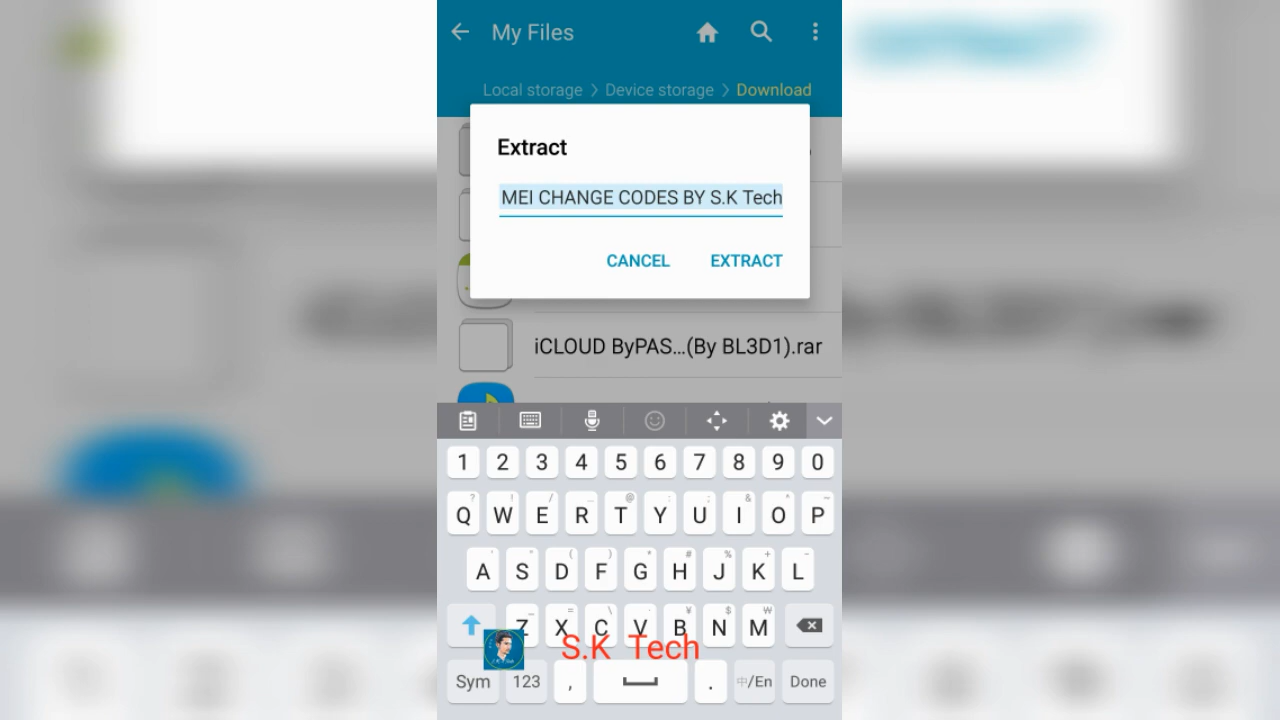 My Files
Local storage > Device storage > Download
Extract
MEI CHANGE CODES BY S.K Tech
CANCEL EXTRACT
iCLOUD ByPAS...(By BL3D1).rar
1 2 3 4 5 6 7 8 9 0
Q W E R T Y U I O P
A S D F G H J K L
Z X C V B N M
S.K Tech
Sym 123 , . 中/En Done